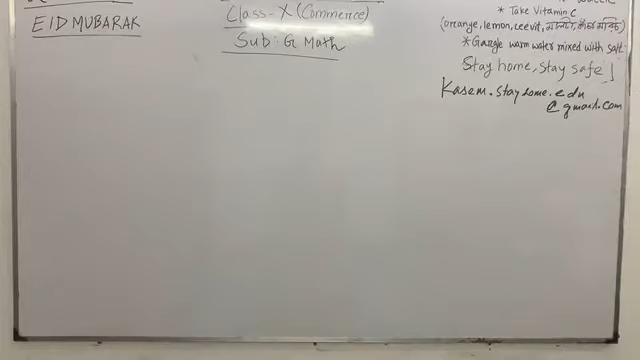 EID MUBARAK
Class-X (Commerce)
Sub: G Math
* Take Vitamin C
(orange, lemon, ceevit,
* Gargle warm water mixed with salt
Stay home, stay safe]
Kasem.stayhome.edu
@gmail.com